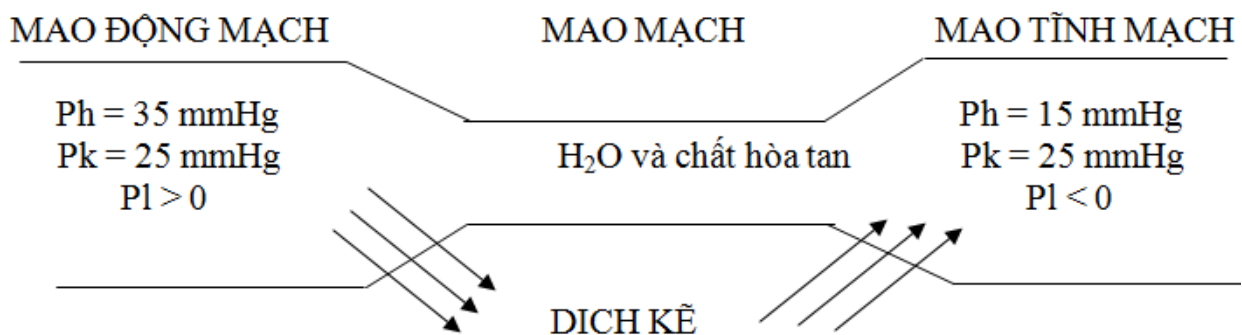 MAO ĐỘNG MẠCH
MAO MẠCH
MAO TĨNH MẠCH
Ph = 35 mmHg
Pk = 25 mmHg
Pl > 0
H₂O và chất hòa tan
Ph = 15 mmHg
Pk = 25 mmHg
Pl < 0
DỊCH KẼ